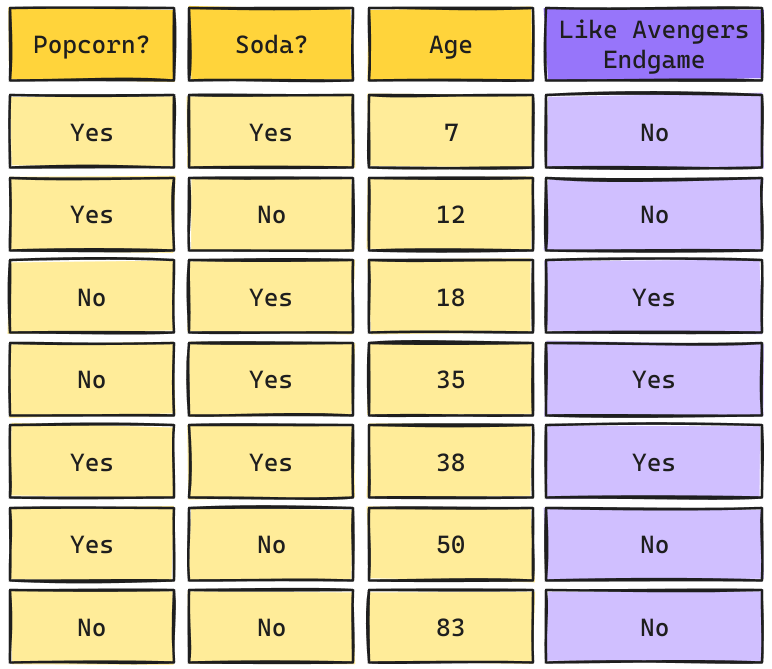 Popcorn? Soda? Age Like Avengers
Endgame
Yes Yes 7 No
Yes No 12 No
No Yes 18 Yes
No Yes 35 Yes
Yes Yes 38 Yes
Yes No 50 No
No No 83 No